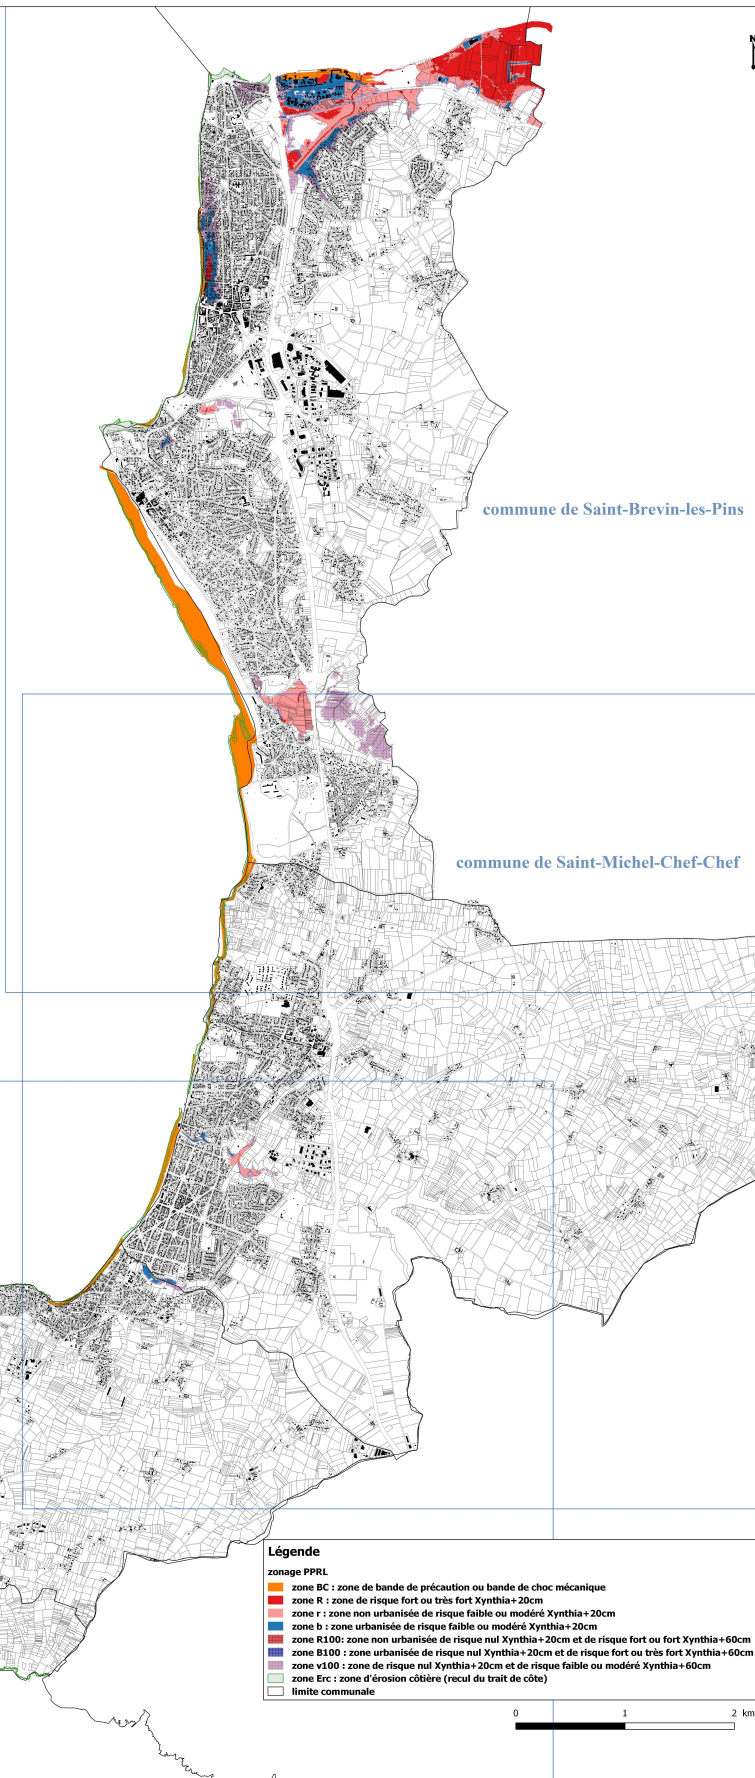 N
commune de Saint-Brevin-les-Pins
commune de Saint-Michel-Chef-Chef
Légende
zonage PPRL
zone BC : zone de bande de précaution ou bande de choc mécanique
zone R : zone de risque fort ou très fort Xynthia+20cm
zone r : zone non urbanisée de risque faible ou modéré Xynthia+20cm
zone b : zone urbanisée de risque faible ou modéré Xynthia+20cm
zone R100: zone non urbanisée de risque nul Xynthia+20cm et de risque fort ou fort Xynthia+60cm
zone B100 : zone urbanisée de risque nul Xynthia+20cm et de risque fort ou très fort Xynthia+60cm
zone v100 : zone de risque nul Xynthia+20cm et de risque faible ou modéré Xynthia+60cm
zone Erc : zone d'érosion côtière (recul du trait de côte)
limite communale
0 1 2 km